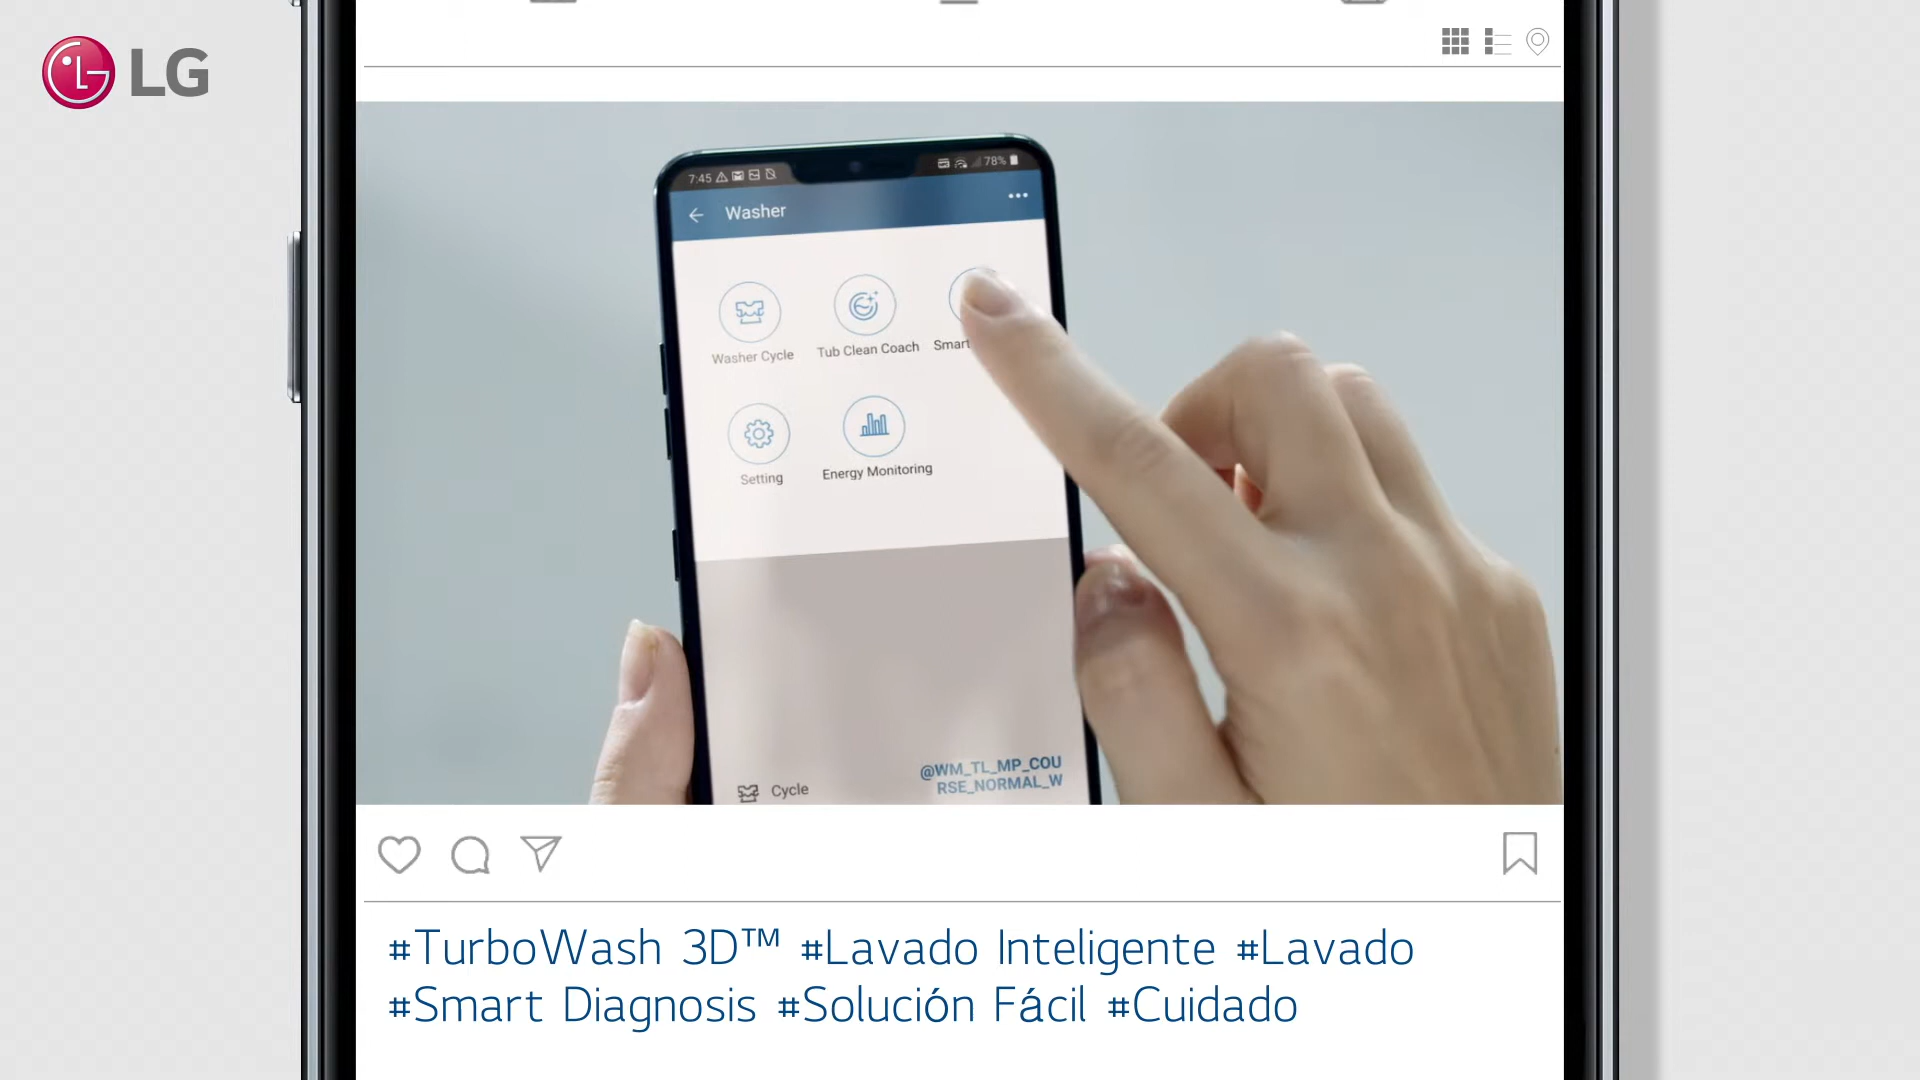 LG
7:45
78%
Washer
Washer Cycle
Tub Clean Coach
Smart
Setting
Energy Monitoring
Cycle
@WM_TL_MP_COU
RSE_NORMAL_W
#TurboWash 3D™ #Lavado Inteligente #Lavado
#Smart Diagnosis #Solución Fácil #Cuidado